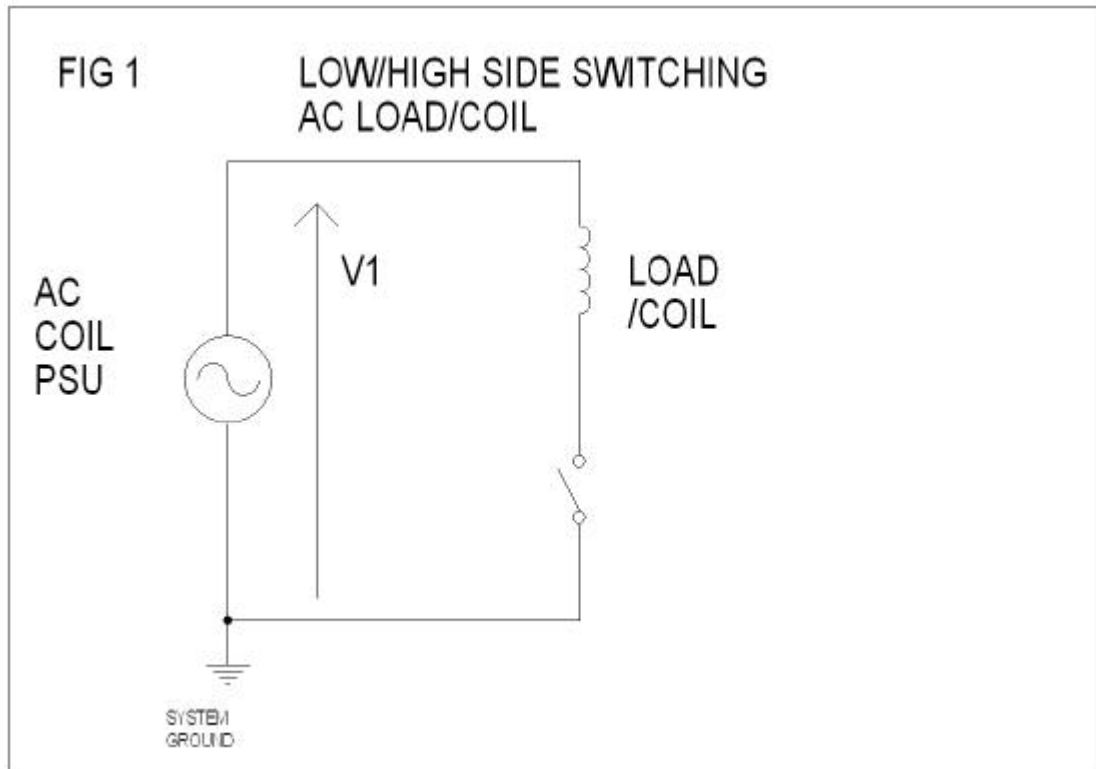 FIG 1
LOW/HIGH SIDE SWITCHING
AC LOAD/COIL
V1
AC
COIL
PSU
LOAD
/COIL
SYSTEM
GROUND